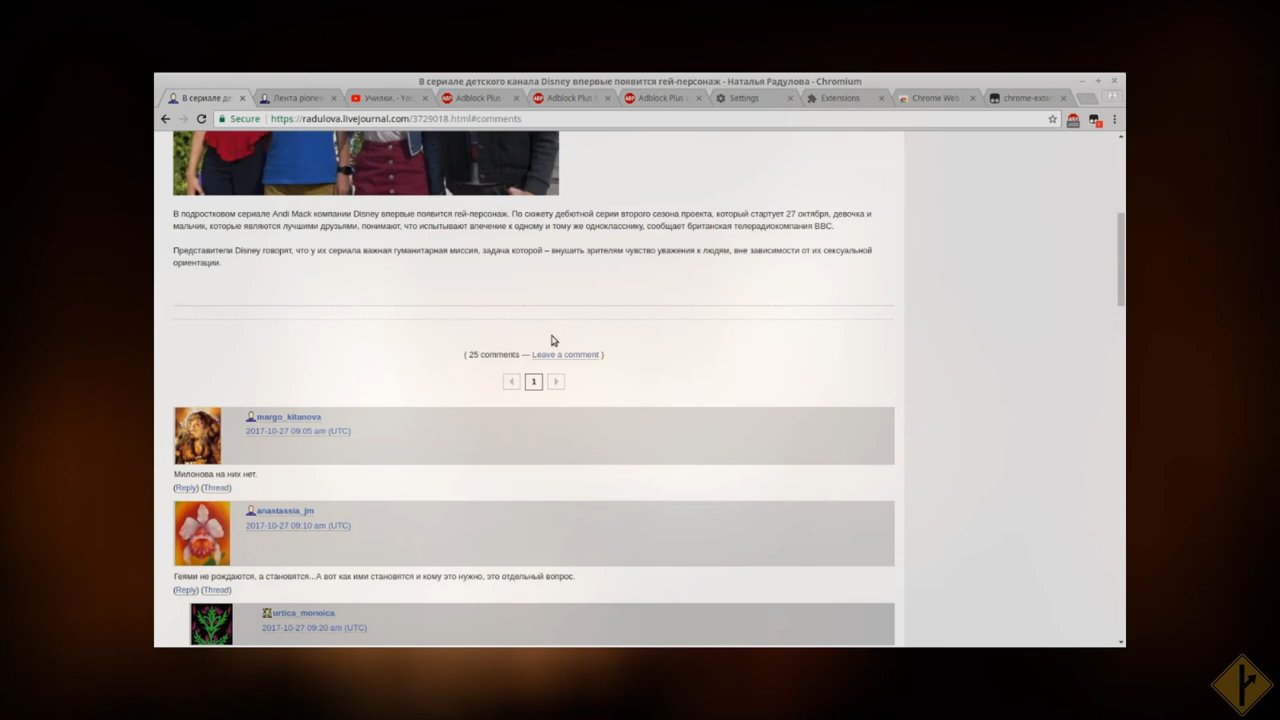 В сериале детского канала Disney впервые появится гей-персонаж - Наталья Радулова - Chromium
В сериале де
Лента pione
Училки. - You
Adblock Plus
Adblock Plus
Adblock Plus
Settings
Extensions
Chrome Web
chrome-exte
Secure
https://radulova.livejournal.com/3729018.html#comments
В подростковом сериале Andi Mack компании Disney впервые появится гей-персонаж. По сюжету дебютной серии второго сезона проекта, который стартует 27 октября, девочка и
мальчик, которые являются лучшими друзьями, понимают, что испытывают влечение к одному и тому же однокласснику, сообщает британская телерадиокомпания BBC.
Представители Disney говорят, что у их сериала важная гуманитарная миссия, задача которой – внушить зрителям чувство уважения к людям, вне зависимости от их сексуальной
ориентации.
( 25 comments — Leave a comment )
1
margo_kitanova
2017-10-27 09:05 am (UTC)
Милонова на них нет.
(Reply) (Thread)
anastassia_jm
2017-10-27 09:10 am (UTC)
Геями не рождаются, а становятся...А вот как ими становятся и кому это нужно, это отдельный вопрос.
(Reply) (Thread)
urtica_monoica
2017-10-27 09:20 am (UTC)